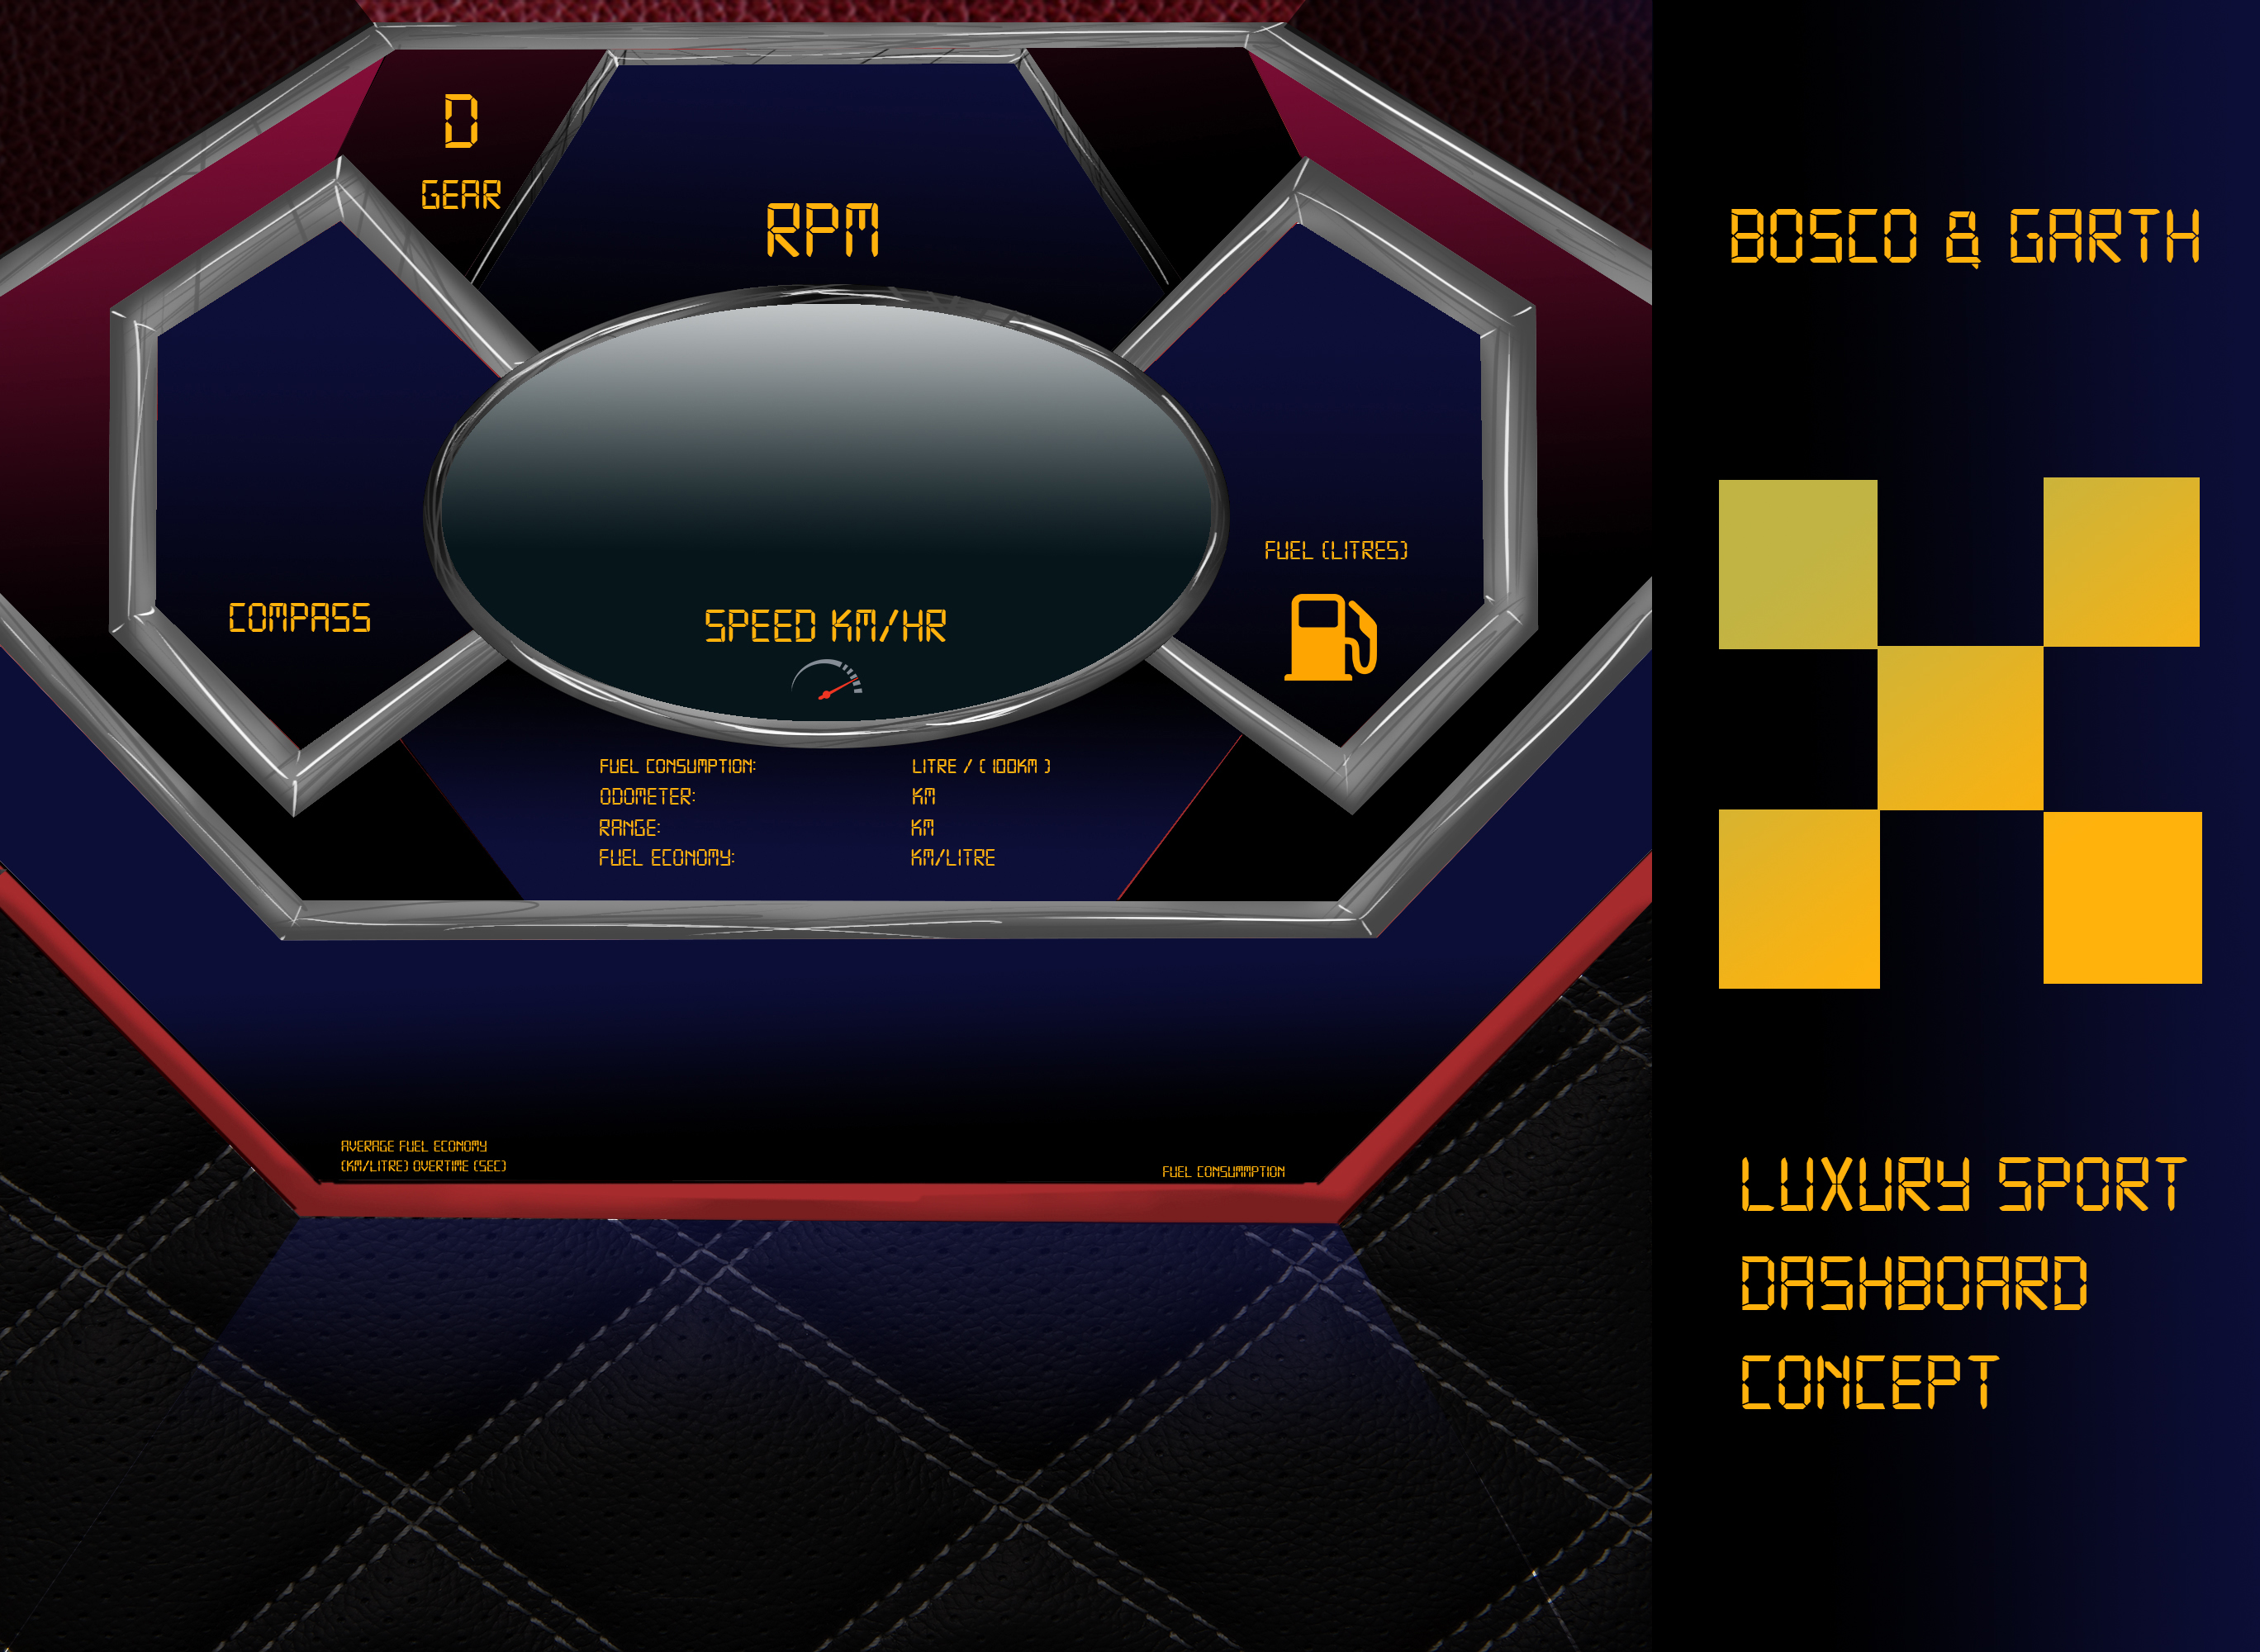 D
GEAR
RPM
COMPASS
FUEL (LITRES)
SPEED KM/HR
FUEL CONSUMPTION: LITRE / ( 100KM )
ODOMETER: KM
RANGE: KM
FUEL ECONOMY: KM/LITRE
AVERAGE FUEL ECONOMY
(KM/LITRE) OVERTIME (SEC)
FUEL CONSUMMPTION
BOSCO & GARTH
LUXURY SPORT
DASHBOARD
CONCEPT